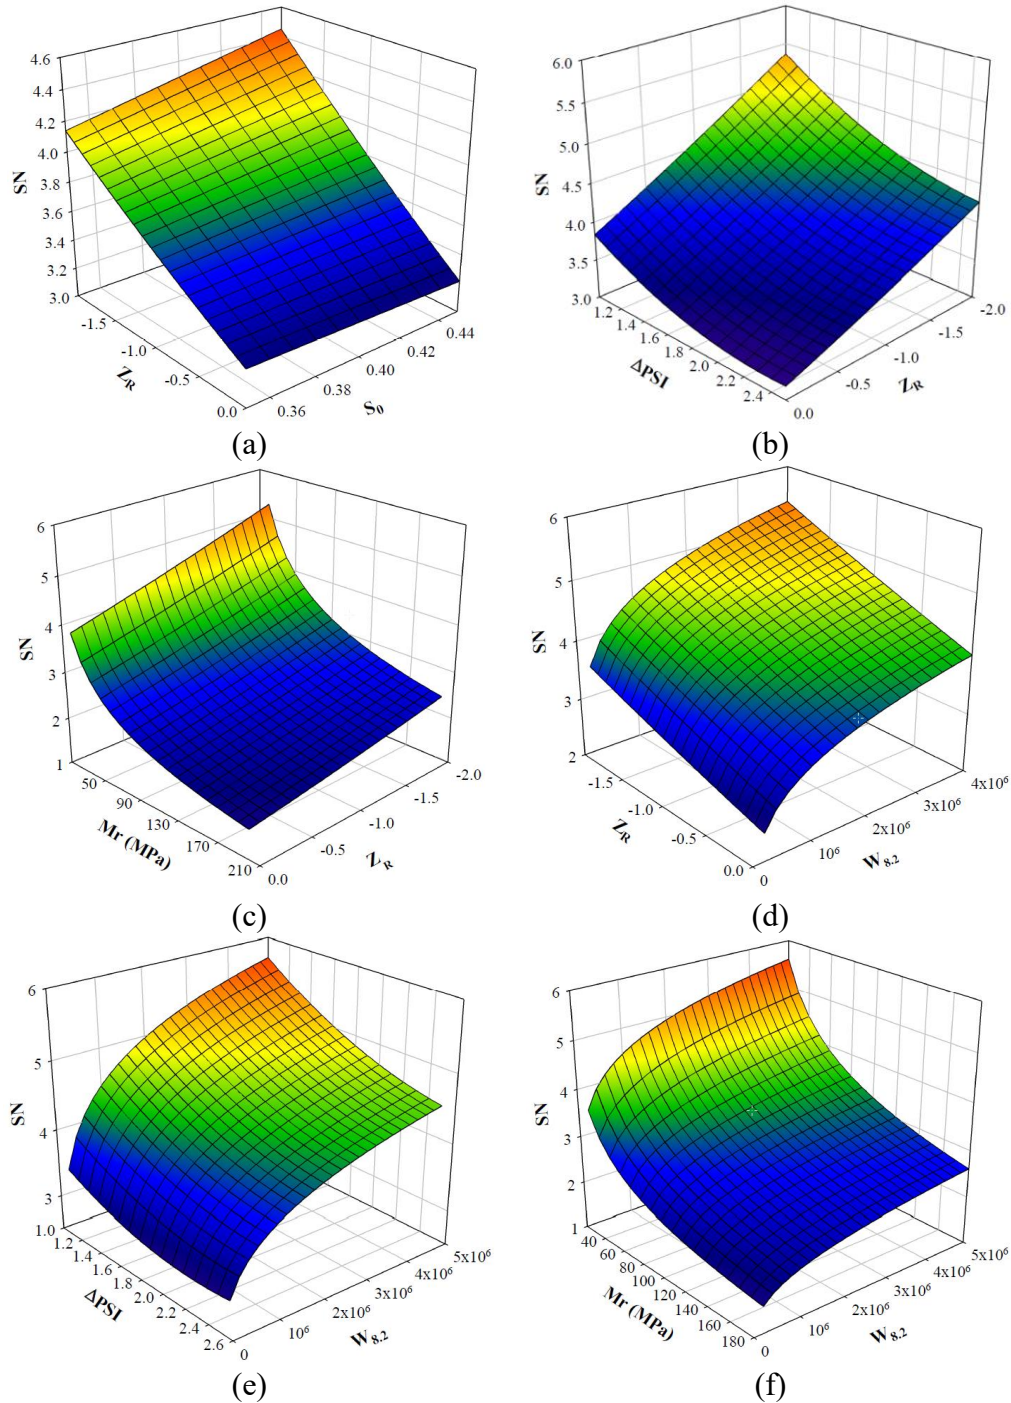 4.6
4.4
4.2
4.0
3.8
3.6
3.4
3.2
3.0
SN
-1.5
-1.0
-0.5
0.0
Z_R
0.36
0.38
0.40
0.42
0.44
S_0
(a)
6.0
5.5
5.0
4.5
4.0
3.5
3.0
SN
1.2
1.4
1.6
1.8
2.0
2.2
2.4
ΔPSI
0.0
-0.5
-1.0
-1.5
-2.0
Z_R
(b)
6
5
4
3
2
1
SN
50
90
130
170
210
Mr (MPa)
0.0
-0.5
-1.0
-1.5
-2.0
Z_R
(c)
6
5
4
3
2
SN
-1.5
-1.0
-0.5
0.0
Z_R
0
10⁶
2x10⁶
3x10⁶
4x10⁶
W_8.2
(d)
6
5
4
3
SN
1.0
1.2
1.4
1.6
1.8
2.0
2.2
2.4
2.6
ΔPSI
0
10⁶
2x10⁶
3x10⁶
4x10⁶
5x10⁶
W_8.2
(e)
6
5
4
3
2
1
SN
40
60
80
100
120
140
160
180
Mr (MPa)
0
10⁶
2x10⁶
3x10⁶
4x10⁶
5x10⁶
W_8.2
(f)